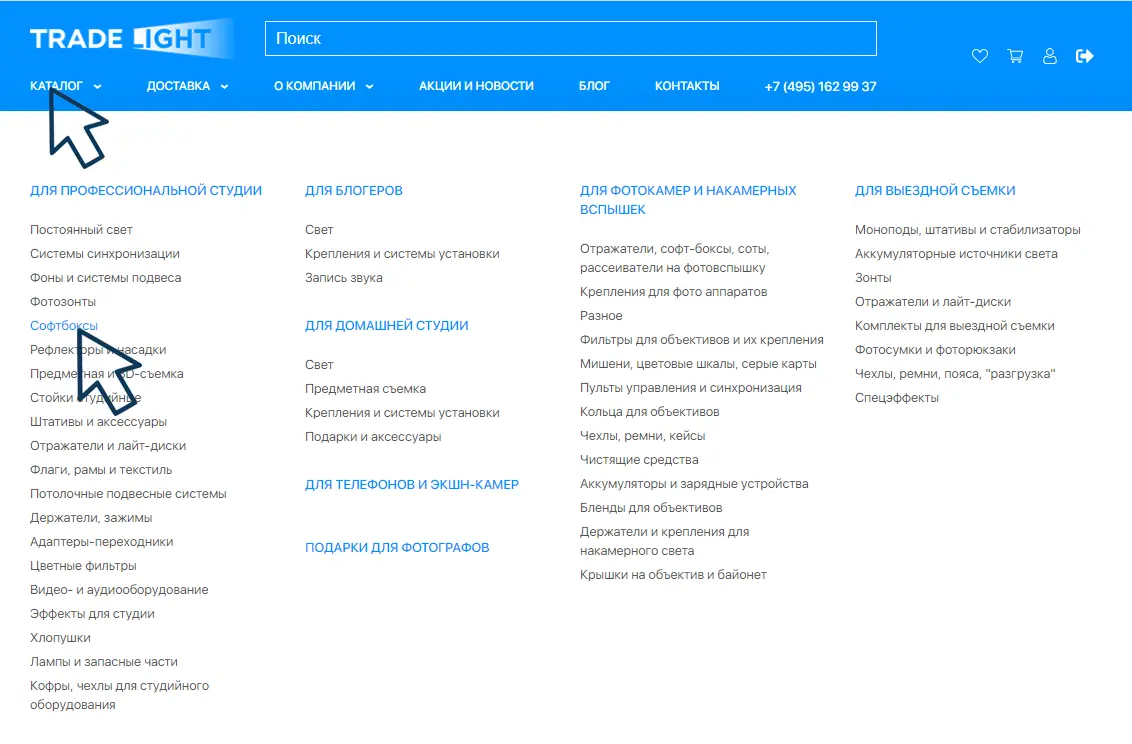 TRADE LIGHT
Поиск
КАТАЛОГ
ДОСТАВКА
О КОМПАНИИ
АКЦИИ И НОВОСТИ
БЛОГ
КОНТАКТЫ
+7 (495) 162 99 37
ДЛЯ ПРОФЕССИОНАЛЬНОЙ СТУДИИ
Постоянный свет
Системы синхронизации
Фоны и системы подвеса
Фотозонты
Софтбоксы
Рефлекторы и насадки
Предметная и 3D-съемка
Стойки студийные
Штативы и аксессуары
Отражатели и лайт-диски
Флаги, рамы и текстиль
Потолочные подвесные системы
Держатели, зажимы
Адаптеры-переходники
Цветные фильтры
Видео- и аудиооборудование
Эффекты для студии
Хлопушки
Лампы и запасные части
Кофры, чехлы для студийного
оборудования
ДЛЯ БЛОГЕРОВ
Свет
Крепления и системы установки
Запись звука
ДЛЯ ДОМАШНЕЙ СТУДИИ
Свет
Предметная съемка
Крепления и системы установки
Подарки и аксессуары
ДЛЯ ТЕЛЕФОНОВ И ЭКШН-КАМЕР
ПОДАРКИ ДЛЯ ФОТОГРАФОВ
ДЛЯ ФОТОКАМЕР И НАКАМЕРНЫХ
ВСПЫШЕК
Отражатели, софт-боксы, соты,
рассеиватели на фотовспышку
Крепления для фото аппаратов
Разное
Фильтры для объективов и их крепления
Мишени, цветовые шкалы, серые карты
Пульты управления и синхронизация
Кольца для объективов
Чехлы, ремни, кейсы
Чистящие средства
Аккумуляторы и зарядные устройства
Бленды для объективов
Держатели и крепления для
накамерного света
Крышки на объектив и байонет
ДЛЯ ВЫЕЗДНОЙ СЪЕМКИ
Моноподы, штативы и стабилизаторы
Аккумуляторные источники света
Зонты
Отражатели и лайт-диски
Комплекты для выездной съемки
Фотосумки и фоторюкзаки
Чехлы, ремни, пояса, "разгрузка"
Спецэффекты